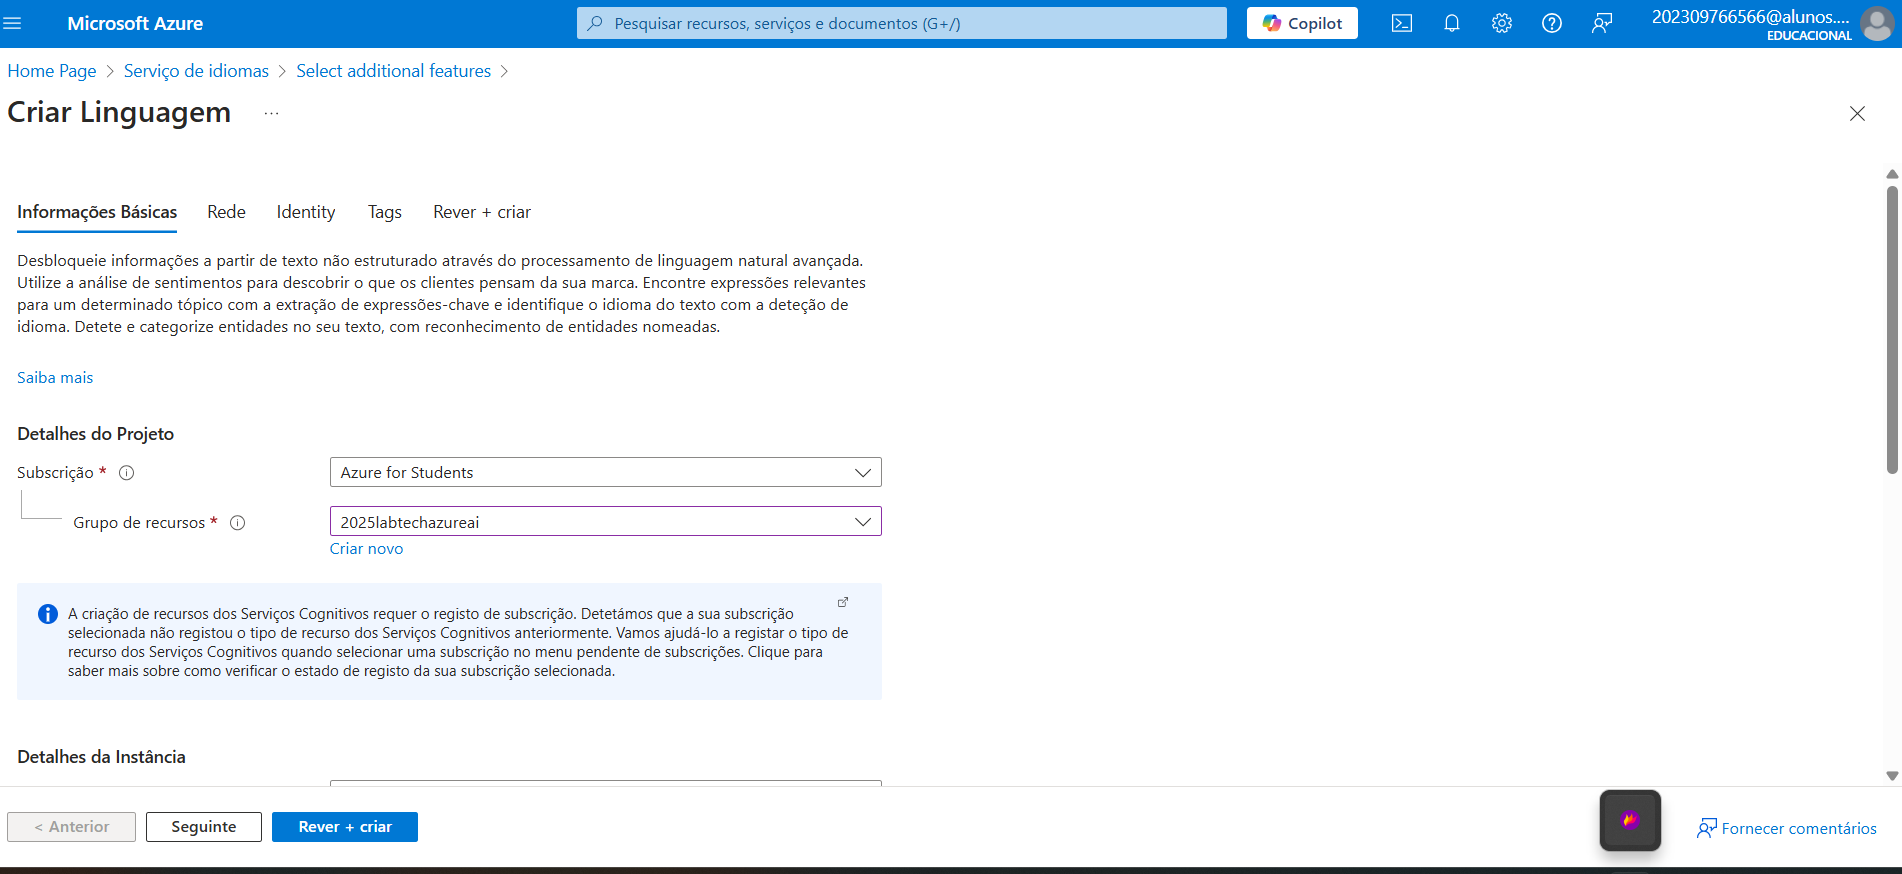 Microsoft Azure
Pesquisar recursos, serviços e documentos (G+/)
Copilot
202309766566@alunos....
EDUCACIONAL
Home Page > Serviço de idiomas > Select additional features >
Criar Linguagem ...
Informações Básicas Rede Identity Tags Rever + criar
Desbloqueie informações a partir de texto não estruturado através do processamento de linguagem natural avançada.
Utilize a análise de sentimentos para descobrir o que os clientes pensam da sua marca. Encontre expressões relevantes
para um determinado tópico com a extração de expressões-chave e identifique o idioma do texto com a deteção de
idioma. Detete e categorize entidades no seu texto, com reconhecimento de entidades nomeadas.
Saiba mais
Detalhes do Projeto
Subscrição * Azure for Students
Grupo de recursos * 2025labtechazureai
Criar novo
A criação de recursos dos Serviços Cognitivos requer o registo de subscrição. Detetámos que a sua subscrição
selecionada não registou o tipo de recurso dos Serviços Cognitivos anteriormente. Vamos ajudá-lo a registar o tipo de
recurso dos Serviços Cognitivos quando selecionar uma subscrição no menu pendente de subscrições. Clique para
saber mais sobre como verificar o estado de registo da sua subscrição selecionada.
Detalhes da Instância
< Anterior Seguinte Rever + criar
Fornecer comentários